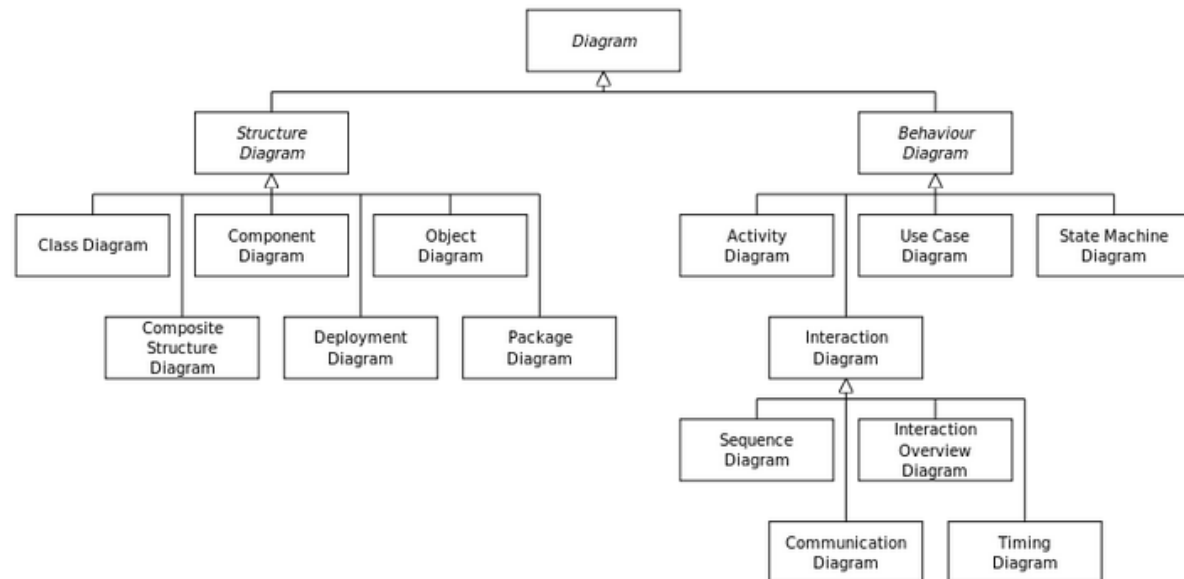 Diagram
Structure
Diagram
Behaviour
Diagram
Class Diagram
Component
Diagram
Object
Diagram
Activity
Diagram
Use Case
Diagram
State Machine
Diagram
Composite
Structure
Diagram
Deployment
Diagram
Package
Diagram
Interaction
Diagram
Sequence
Diagram
Interaction
Overview
Diagram
Communication
Diagram
Timing
Diagram